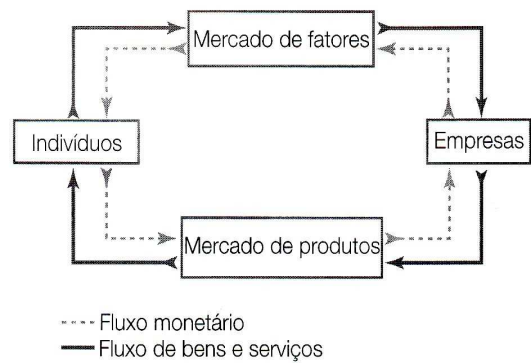 Mercado de fatores
Indivíduos
Empresas
Mercado de produtos
Fluxo monetário
Fluxo de bens e serviços